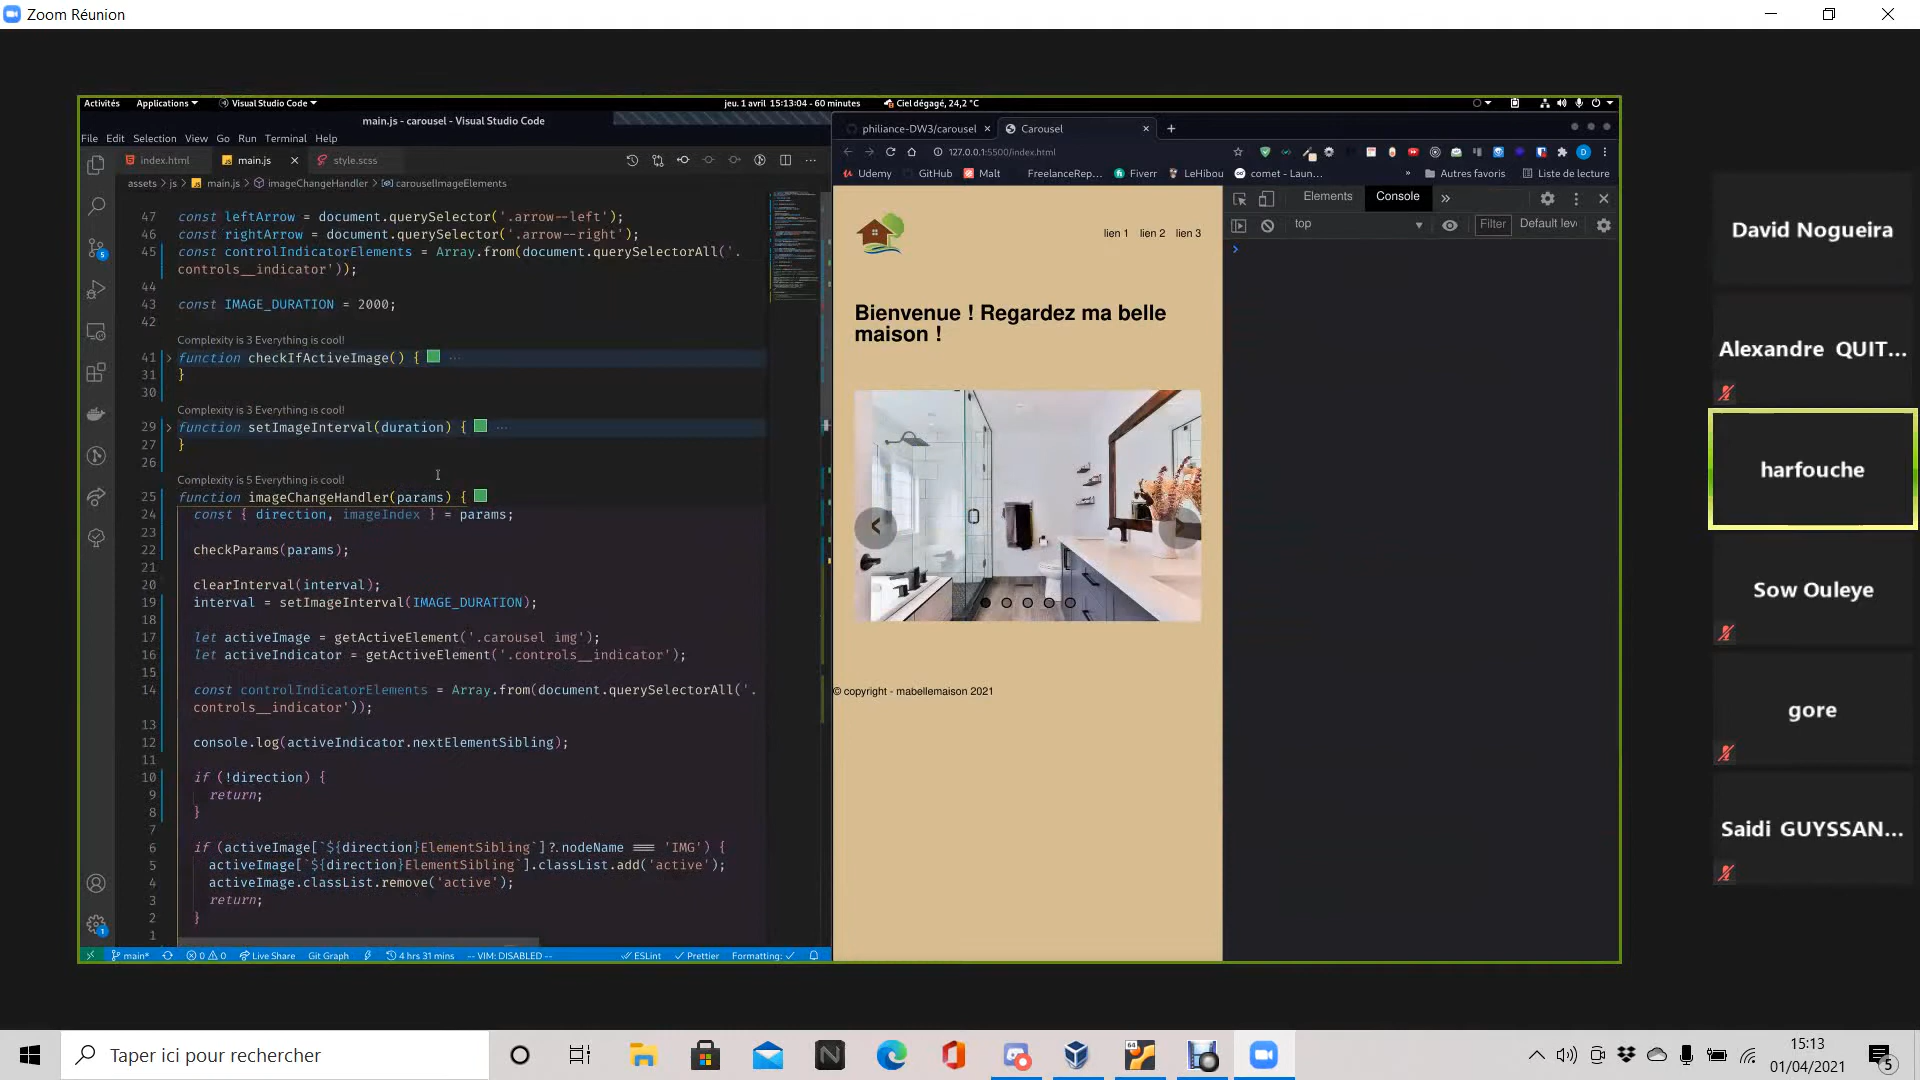 Zoom Réunion
Activités Applications Visual Studio Code jeu. 1 avril 15:13:04 - 60 minutes Ciel dégagé, 24,2 °C
main.js - carousel - Visual Studio Code
File Edit Selection View Go Run Terminal Help
index.html main.js style.scss
assets > js > main.js > imageChangeHandler > carouselImageElements
47 const leftArrow = document.querySelector('.arrow--left');
46 const rightArrow = document.querySelector('.arrow--right');
45 const controlIndicatorElements = Array.from(document.querySelectorAll('.
controls__indicator'));
44
43 const IMAGE_DURATION = 2000;
42
Complexity is 3 Everything is cool!
41 function checkIfActiveImage() { ...
31 }
30
Complexity is 3 Everything is cool!
29 function setImageInterval(duration) { ...
27 }
26
Complexity is 5 Everything is cool!
25 function imageChangeHandler(params) {
24 const { direction, imageIndex } = params;
23
22 checkParams(params);
21
20 clearInterval(interval);
19 interval = setImageInterval(IMAGE_DURATION);
18
17 let activeImage = getActiveElement('.carousel img');
16 let activeIndicator = getActiveElement('.controls__indicator');
15
14 const controlIndicatorElements = Array.from(document.querySelectorAll('.
controls__indicator'));
13
12 console.log(activeIndicator.nextElementSibling);
11
10 if (!direction) {
9 return;
8 }
7
6 if (activeImage[`${direction}ElementSibling`]?.nodeName === 'IMG') {
5 activeImage[`${direction}ElementSibling`].classList.add('active');
4 activeImage.classList.remove('active');
3 return;
2 }
1
main* 0 0 Live Share Git Graph 4 hrs 31 mins -- VIM: DISABLED -- ESLint Prettier Formatting:
philiance-DW3/carousel Carousel
127.0.0.1:5500/index.html
Udemy GitHub Malt FreelanceRep... Fiverr LeHibou comet - Laun... » Autres favoris Liste de lecture
Elements Console
top Filter Default leve
lien 1 lien 2 lien 3
Bienvenue ! Regardez ma belle
maison !
© copyright - mabellemaison 2021
David Nogueira
Alexandre QUIT...
harfouche
Sow Ouleye
gore
Saidi GUYSSAN...
Taper ici pour rechercher
15:13
01/04/2021
5